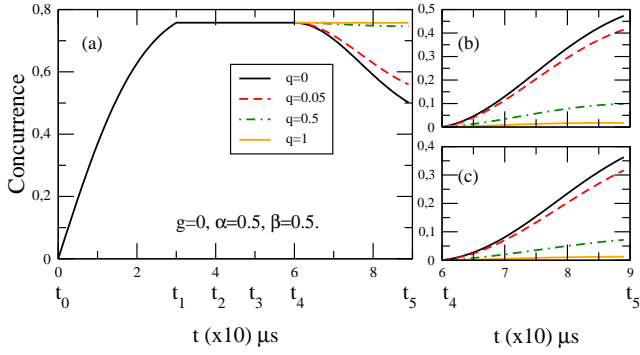 0,8
0,6
0,4
0,2
0
Concurrence
(a)
q=0
q=0.05
q=0.5
q=1
g=0, α=0.5, β=0.5.
0 2 4 6 8
t0 t1 t2 t3 t4 t5
t (x10) μs
0,5
0,4
0,3
0,2
0,1
0
(b)
0,4
0,3
0,2
0,1
0
(c)
6 7 8 9
t4 t5
t (x10) μs